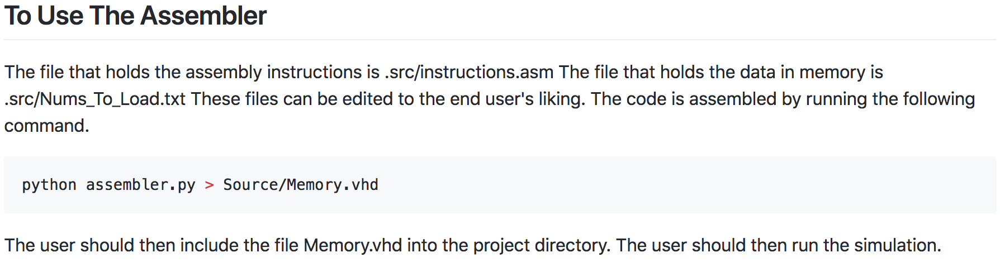 To Use The Assembler
The file that holds the assembly instructions is .src/instructions.asm The file that holds the data in memory is
.src/Nums_To_Load.txt These files can be edited to the end user's liking. The code is assembled by running the following
command.
python assembler.py > Source/Memory.vhd
The user should then include the file Memory.vhd into the project directory. The user should then run the simulation.